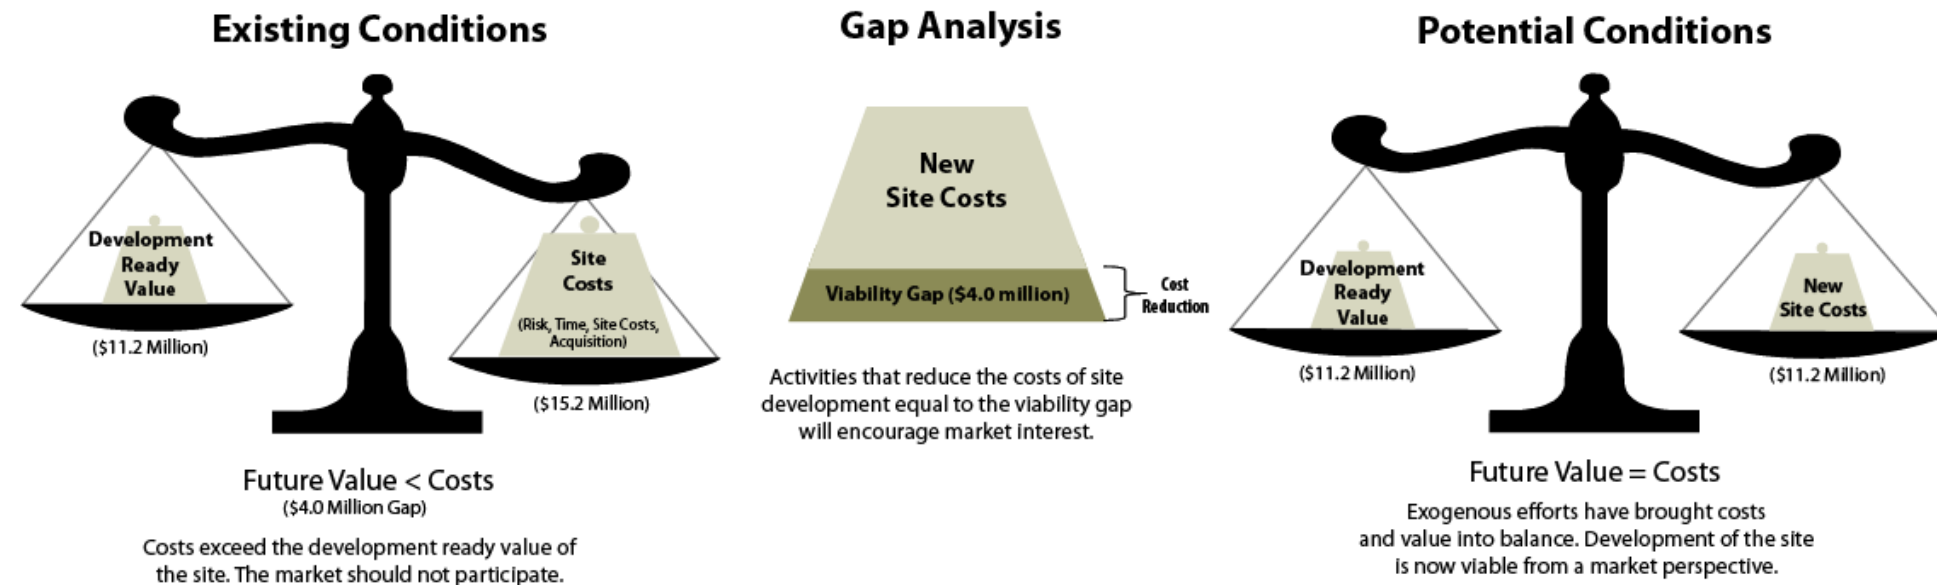 Existing Conditions
Development
Ready
Value
($11.2 Million)
Site
Costs
(Risk, Time, Site Costs,
Acquisition)
($15.2 Million)
Future Value < Costs
($4.0 Million Gap)
Costs exceed the development ready value of
the site. The market should not participate.
Gap Analysis
New
Site Costs
Viability Gap ($4.0 million)
Cost
Reduction
Activities that reduce the costs of site
development equal to the viability gap
will encourage market interest.
Potential Conditions
Development
Ready
Value
($11.2 Million)
New
Site Costs
($11.2 Million)
Future Value = Costs
Exogenous efforts have brought costs
and value into balance. Development of the site
is now viable from a market perspective.